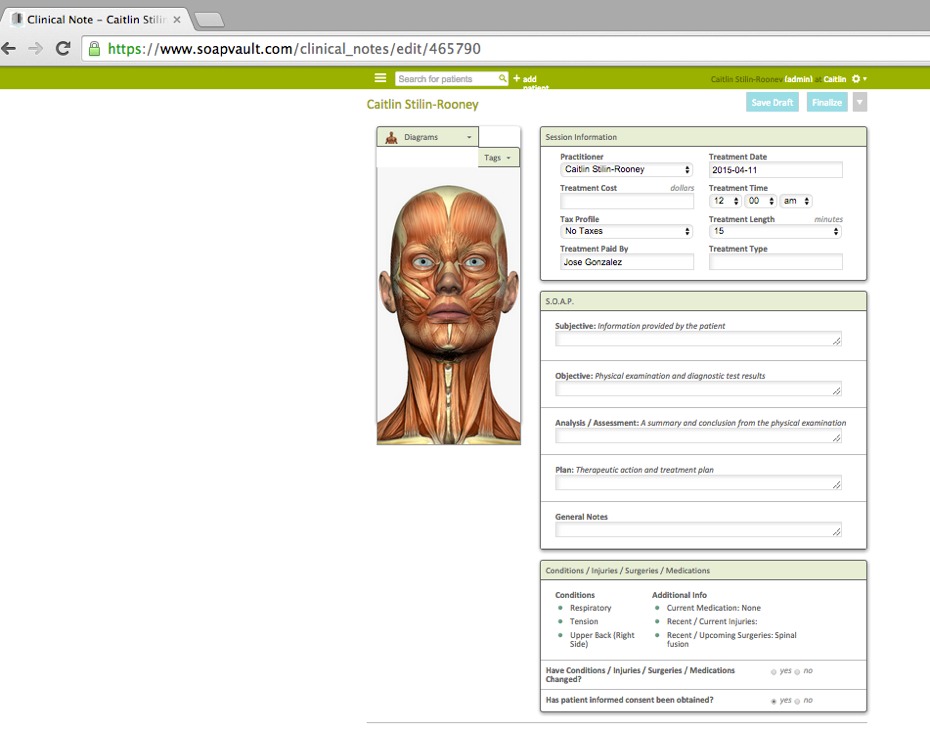 Clinical Note – Caitlin Stilin
https://www.soapvault.com/clinical_notes/edit/465790
Search for patients
+ add patient
Caitlin Stilin-Rooney (admin) at Caitlin
Caitlin Stilin-Rooney
Save Draft
Finalize
Diagrams
Tags
Session Information
Practitioner
Caitlin Stilin-Rooney
Treatment Date
2015-04-11
Treatment Cost dollars
Treatment Time
12 00 am
Tax Profile
No Taxes
Treatment Length minutes
15
Treatment Paid By
Jose Gonzalez
Treatment Type
S.O.A.P.
Subjective: Information provided by the patient
Objective: Physical examination and diagnostic test results
Analysis / Assessment: A summary and conclusion from the physical examination
Plan: Therapeutic action and treatment plan
General Notes
Conditions / Injuries / Surgeries / Medications
Conditions
Respiratory
Tension
Upper Back (Right
Side)
Additional Info
Current Medication: None
Recent / Current Injuries:
Recent / Upcoming Surgeries: Spinal
fusion
Have Conditions / Injuries / Surgeries / Medications
Changed?
yes no
Has patient informed consent been obtained?
yes no